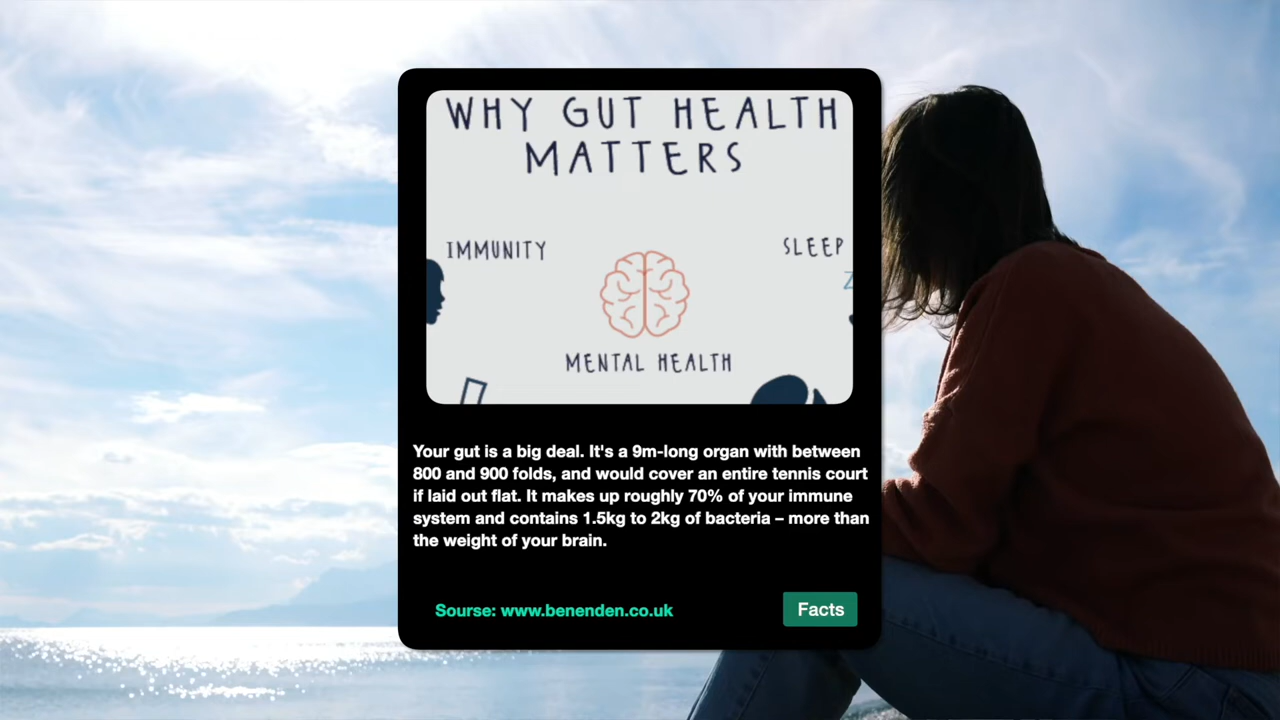 WHY GUT HEALTH
MATTERS
IMMUNITY
SLEEP
Z
MENTAL HEALTH
Your gut is a big deal. It's a 9m-long organ with between
800 and 900 folds, and would cover an entire tennis court
if laid out flat. It makes up roughly 70% of your immune
system and contains 1.5kg to 2kg of bacteria – more than
the weight of your brain.
Sourse: www.benenden.co.uk
Facts